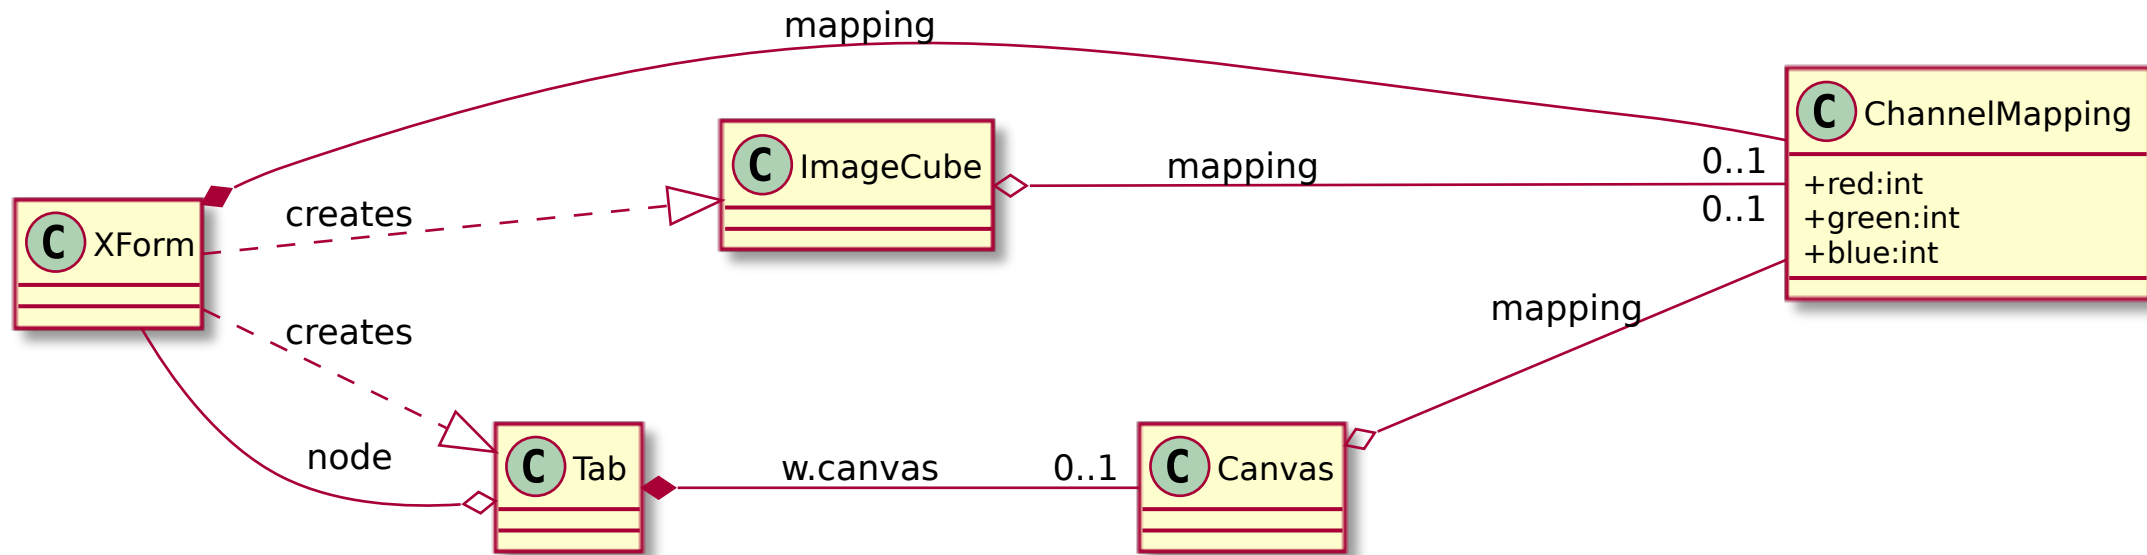 mapping
C ChannelMapping
C ImageCube
mapping
0..1
+red:int
creates
0..1
+green:int
C XForm
+blue:int
mapping
creates
node
C Tab
w.canvas
0..1
C Canvas